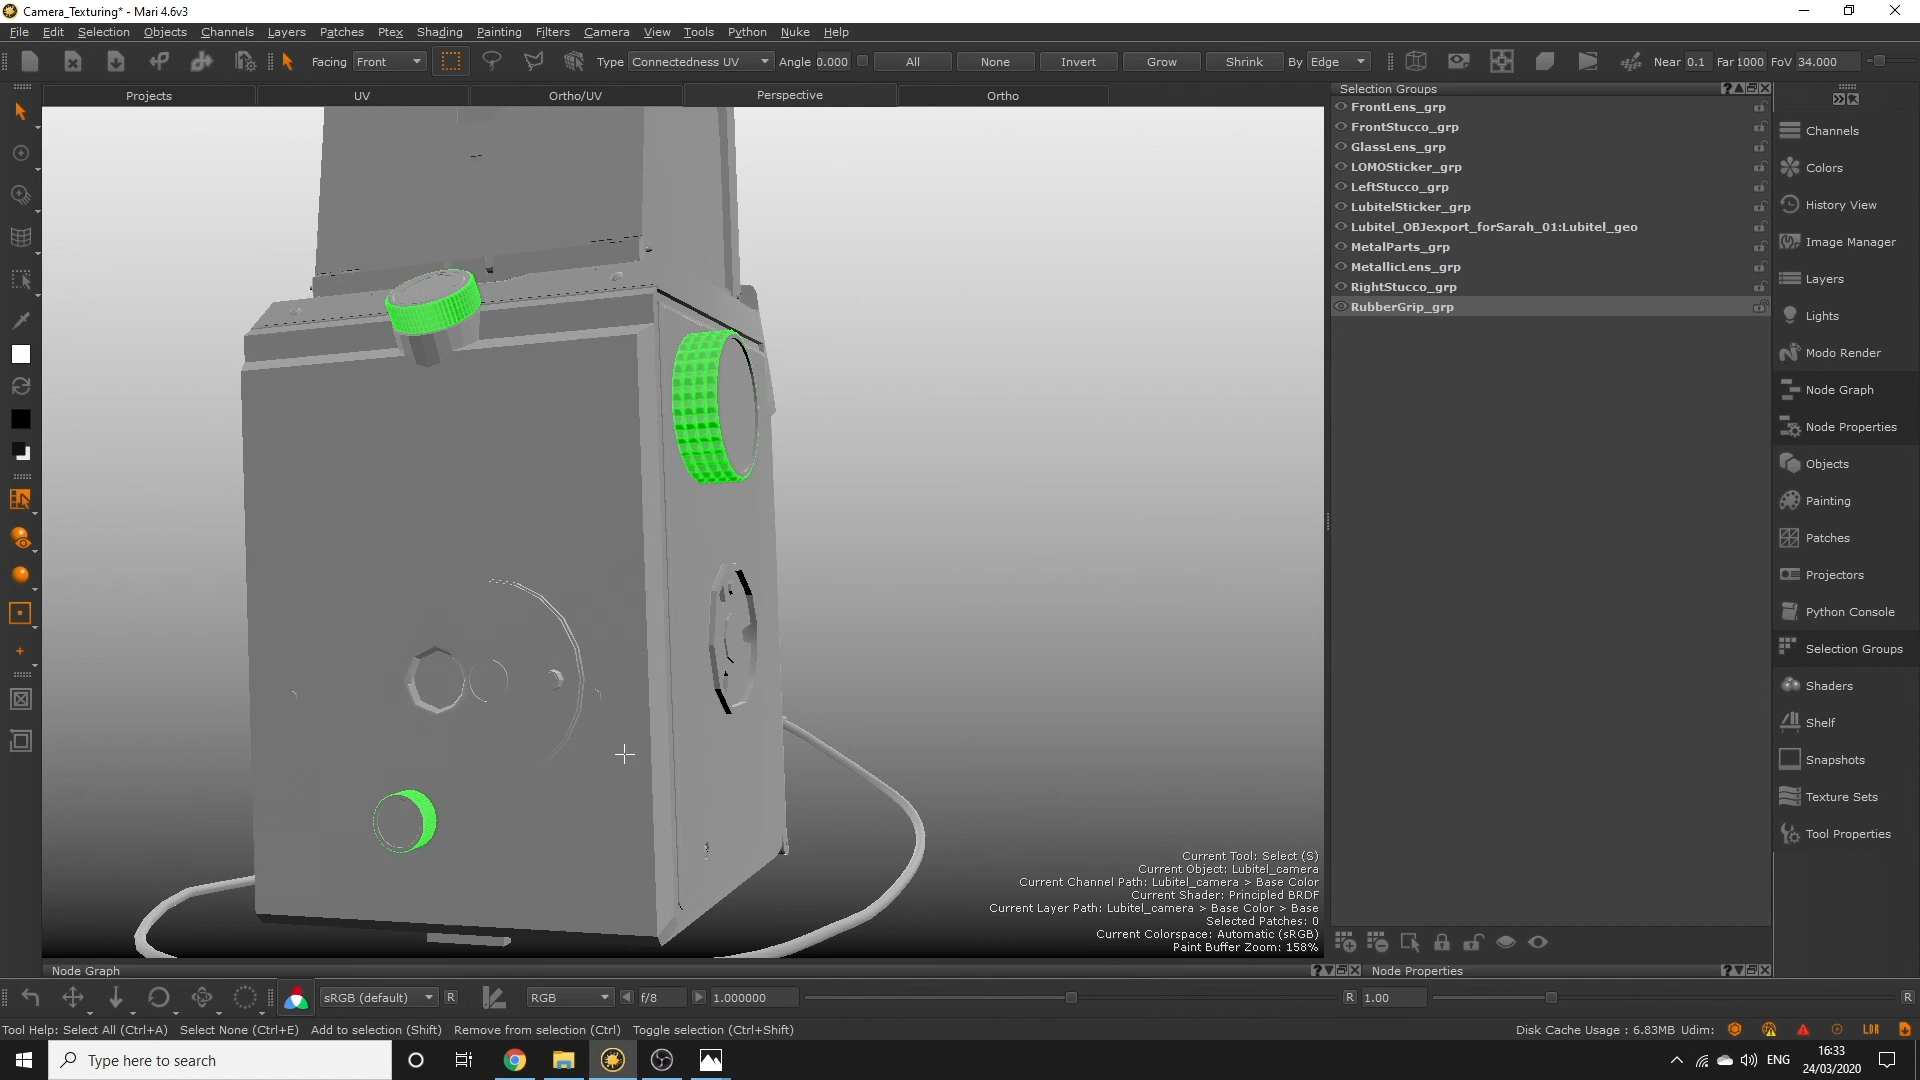 Camera_Texturing* - Mari 4.6v3
File Edit Selection Objects Channels Layers Patches Ptex Shading Painting Filters Camera View Tools Python Nuke Help
Facing Front Type Connectedness UV Angle 0.000 All None Invert Grow Shrink By Edge Near 0.1 Far 1000 FoV 34.000
Projects UV Ortho/UV Perspective Ortho
Selection Groups
FrontLens_grp
FrontStucco_grp
GlassLens_grp
LOMOSticker_grp
LeftStucco_grp
LubitelSticker_grp
Lubitel_OBJexport_forSarah_01:Lubitel_geo
MetalParts_grp
MetallicLens_grp
RightStucco_grp
RubberGrip_grp
Channels
Colors
History View
Image Manager
Layers
Lights
Modo Render
Node Graph
Node Properties
Objects
Painting
Patches
Projectors
Python Console
Selection Groups
Shaders
Shelf
Snapshots
Texture Sets
Tool Properties
Current Tool: Select (S)
Current Object: Lubitel_camera
Current Channel Path: Lubitel_camera > Base Color
Current Shader: Principled BRDF
Current Layer Path: Lubitel_camera > Base Color > Base
Selected Patches: 0
Current Colorspace: Automatic (sRGB)
Paint Buffer Zoom: 158%
Node Graph
Node Properties
sRGB (default) R RGB f/8 1.000000 R 1.00 R
Tool Help: Select All (Ctrl+A) Select None (Ctrl+E) Add to selection (Shift) Remove from selection (Ctrl) Toggle selection (Ctrl+Shift)
Disk Cache Usage : 6.83MB Udim: LDR
Type here to search
ENG
16:33
24/03/2020